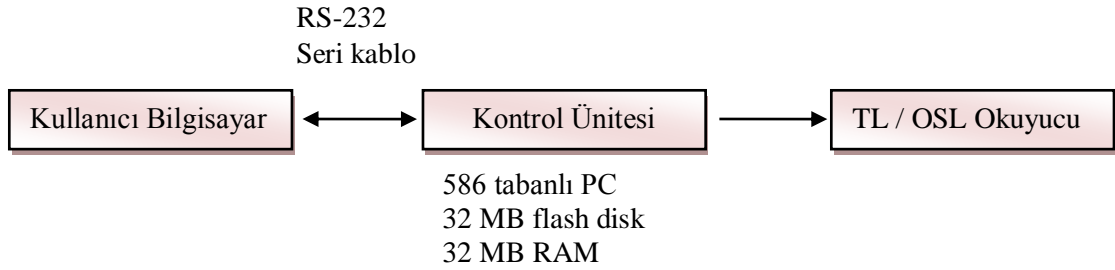 RS-232
Seri kablo
Kullanıcı Bilgisayar
Kontrol Ünitesi
TL / OSL Okuyucu
586 tabanlı PC
32 MB flash disk
32 MB RAM